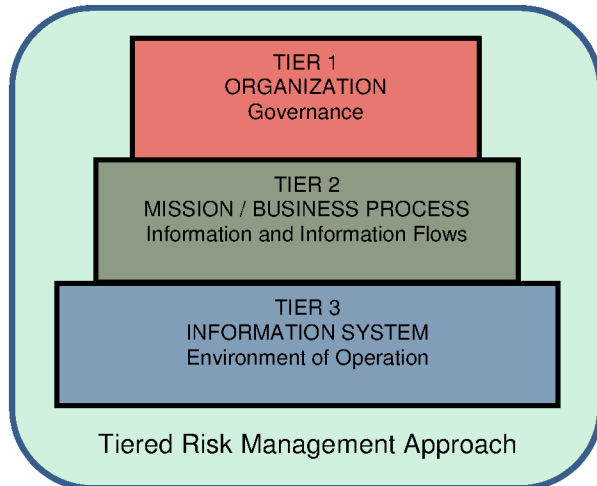 TIER 1
ORGANIZATION
Governance
TIER 2
MISSION / BUSINESS PROCESS
Information and Information Flows
TIER 3
INFORMATION SYSTEM
Environment of Operation
Tiered Risk Management Approach